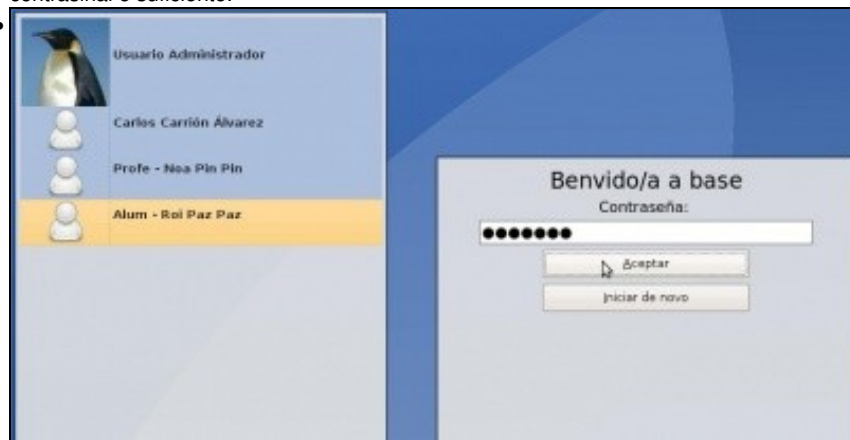 contrasinal o suficiente.
Usuario Administrador
Carlos Carrión Álvarez
Profe - Noa Pin Pin
Alum - Roi Paz Paz
Benvido/a a base
Contraseña:
Aceptar
Iniciar de novo